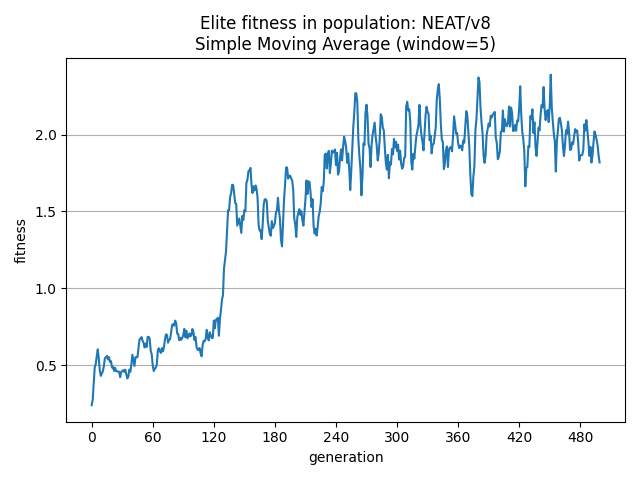 Elite fitness in population: NEAT/v8
Simple Moving Average (window=5)
fitness
2.0
1.5
1.0
0.5
0 60 120 180 240 300 360 420 480
generation